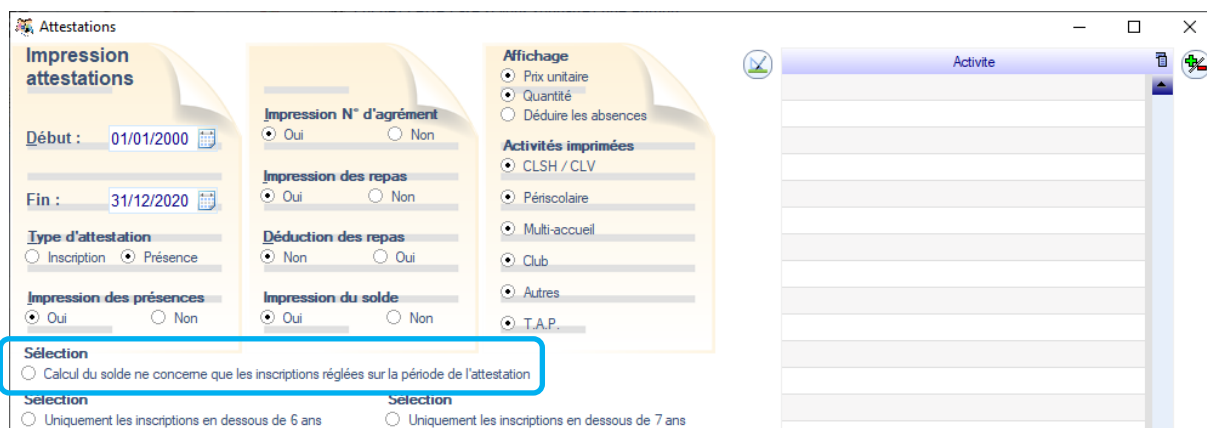 Attestations
Impression
attestations
Début : 01/01/2000
Fin : 31/12/2020
Type d'attestation
Inscription Présence
Impression des présences
Oui Non
Impression N° d'agrément
Oui Non
Impression des repas
Oui Non
Déduction des repas
Non Oui
Impression du solde
Oui Non
Affichage
Prix unitaire
Quantité
Déduire les absences
Activités imprimées
CLSH / CLV
Périscolaire
Multi-accueil
Club
Autres
T.A.P.
Activite
Sélection
Calcul du solde ne concerne que les inscriptions réglées sur la période de l'attestation
Sélection Sélection
Uniquement les inscriptions en dessous de 6 ans Uniquement les inscriptions en dessous de 7 ans